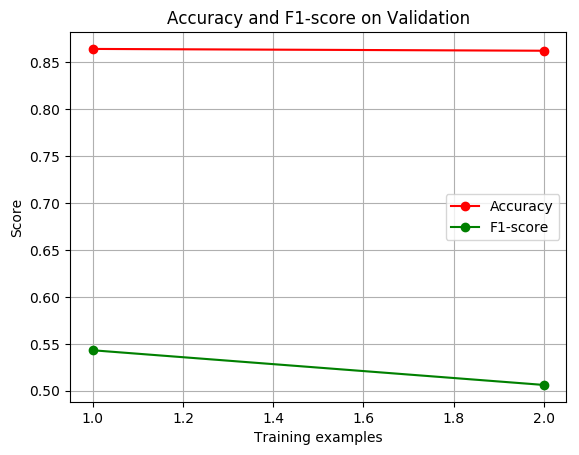 Accuracy and F1-score on Validation
Score
0.85
0.80
0.75
0.70
0.65
0.60
0.55
0.50
Accuracy
F1-score
1.0 1.2 1.4 1.6 1.8 2.0
Training examples